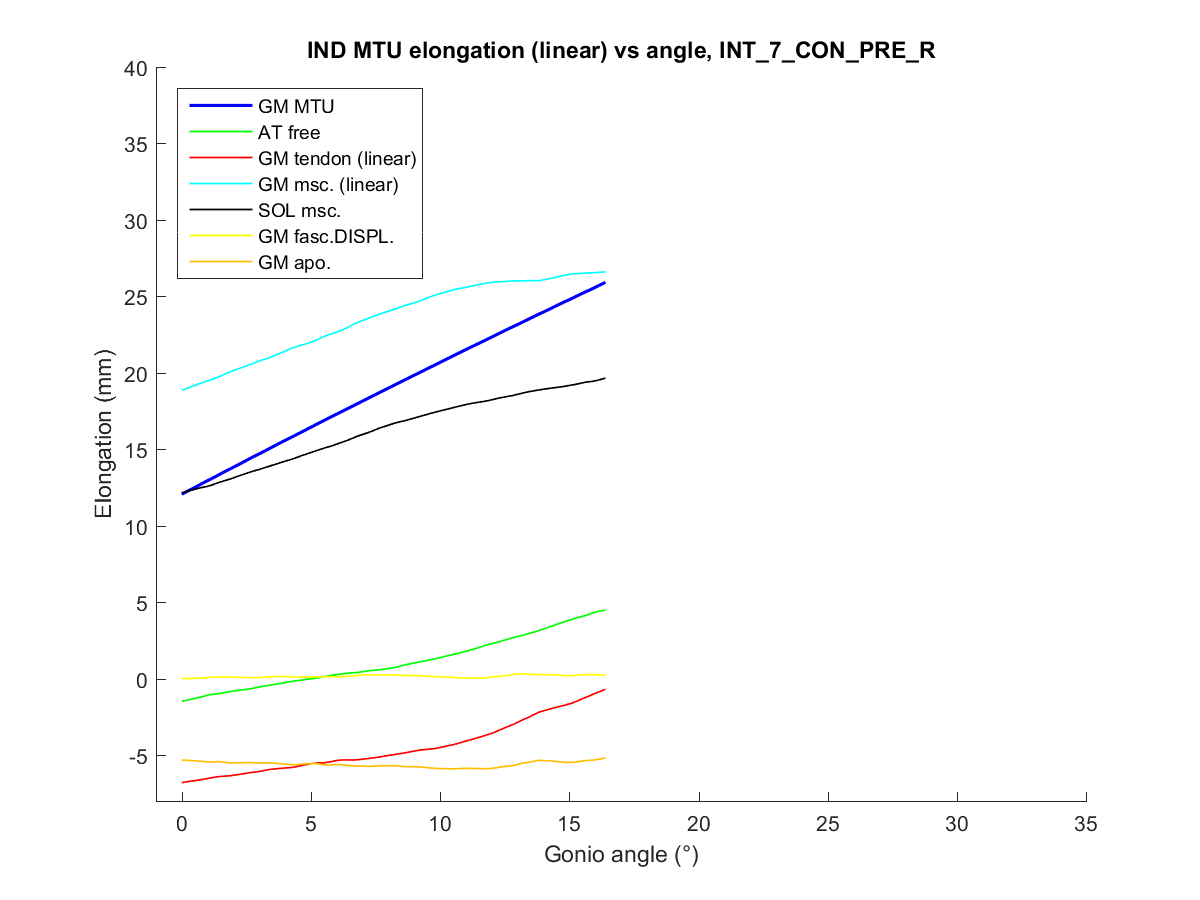 IND MTU elongation (linear) vs angle, INT_7_CON_PRE_R
40
35
30
25
20
15
10
5
0
-5
Elongation (mm)
GM MTU
AT free
GM tendon (linear)
GM msc. (linear)
SOL msc.
GM fasc.DISPL.
GM apo.
0 5 10 15 20 25 30 35
Gonio angle (°)